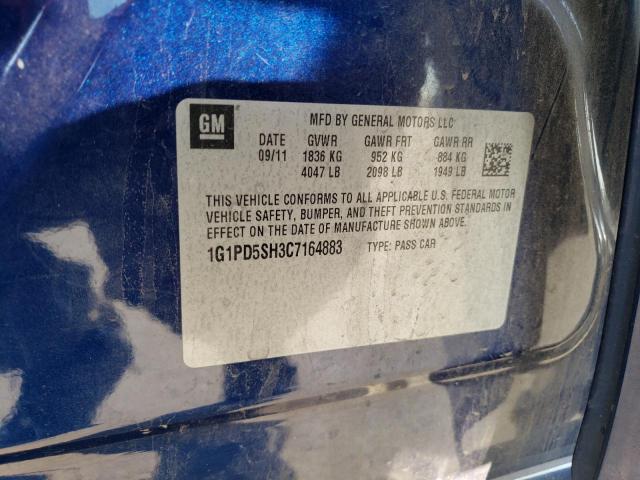 GM
MFD BY GENERAL MOTORS LLC
DATE GVWR GAWR FRT GAWR RR
09/11 1836 KG 952 KG 884 KG
4047 LB 2098 LB 1949 LB
THIS VEHICLE CONFORMS TO ALL APPLICABLE U.S. FEDERAL MOTOR
VEHICLE SAFETY, BUMPER, AND THEFT PREVENTION STANDARDS IN
EFFECT ON THE DATE OF MANUFACTURE SHOWN ABOVE.
1G1PD5SH3C7164883 TYPE: PASS CAR